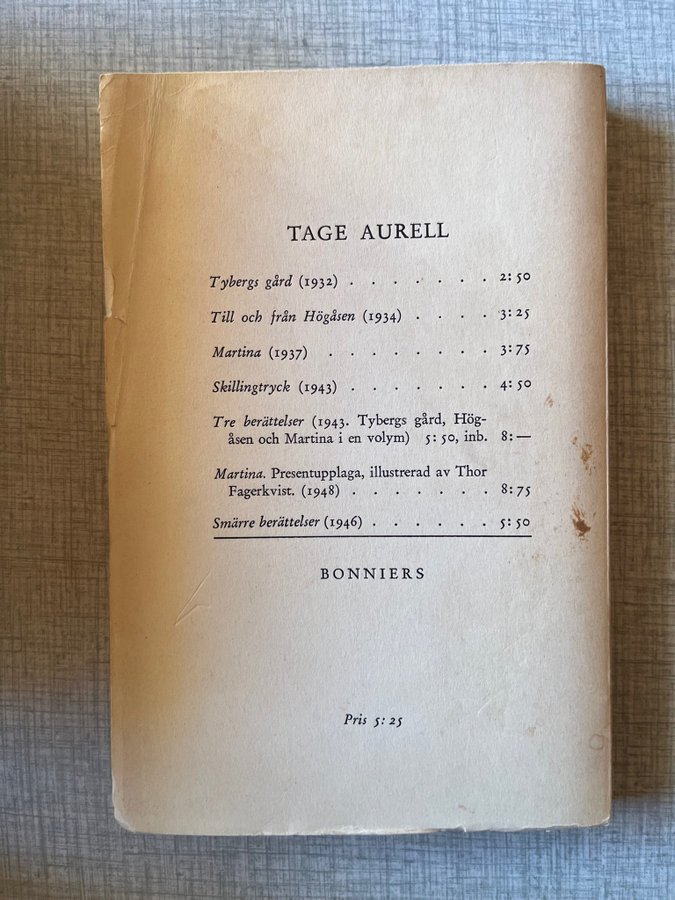 TAGE AURELL
Tybergs gård (1932) . . . . . . . 2:50
Till och från Högåsen (1934) . . . . 3:25
Martina (1937) . . . . . . . . 3:75
Skillingtryck (1943) . . . . . . . 4:50
Tre berättelser (1943. Tybergs gård, Hög-
åsen och Martina i en volym) 5:50, inb. 8:—
Martina. Presentupplaga, illustrerad av Thor
Fagerkvist. (1948) . . . . . . . 8:75
Smärre berättelser (1946) . . . . . . 5:50
BONNIERS
Pris 5:25